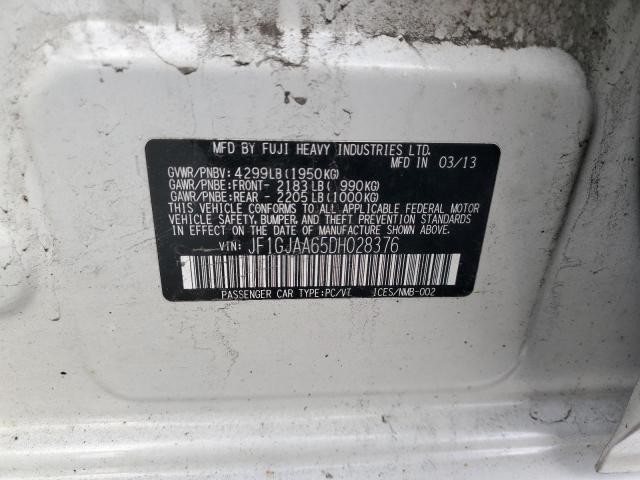 MFD BY FUJI HEAVY INDUSTRIES LTD.
MFD IN 03/13
GVWR/PNBV: 4299LB(1950KG)
GAWR/PNBE:FRONT- 2183LB( 990KG)
GAWR/PNBE:REAR - 2205LB(1000KG)
THIS VEHICLE CONFORMS TO ALL APPLICABLE FEDERAL MOTOR
VEHICLE SAFETY, BUMPER, AND THEFT PREVENTION STANDARDS
IN EFFECT ON THE DATE OF MANUFACTURE SHOWN ABOVE.
VIN: JF1GJAA65DH028376
PASSENGER CAR TYPE:PC/VT ICES/NMB-002